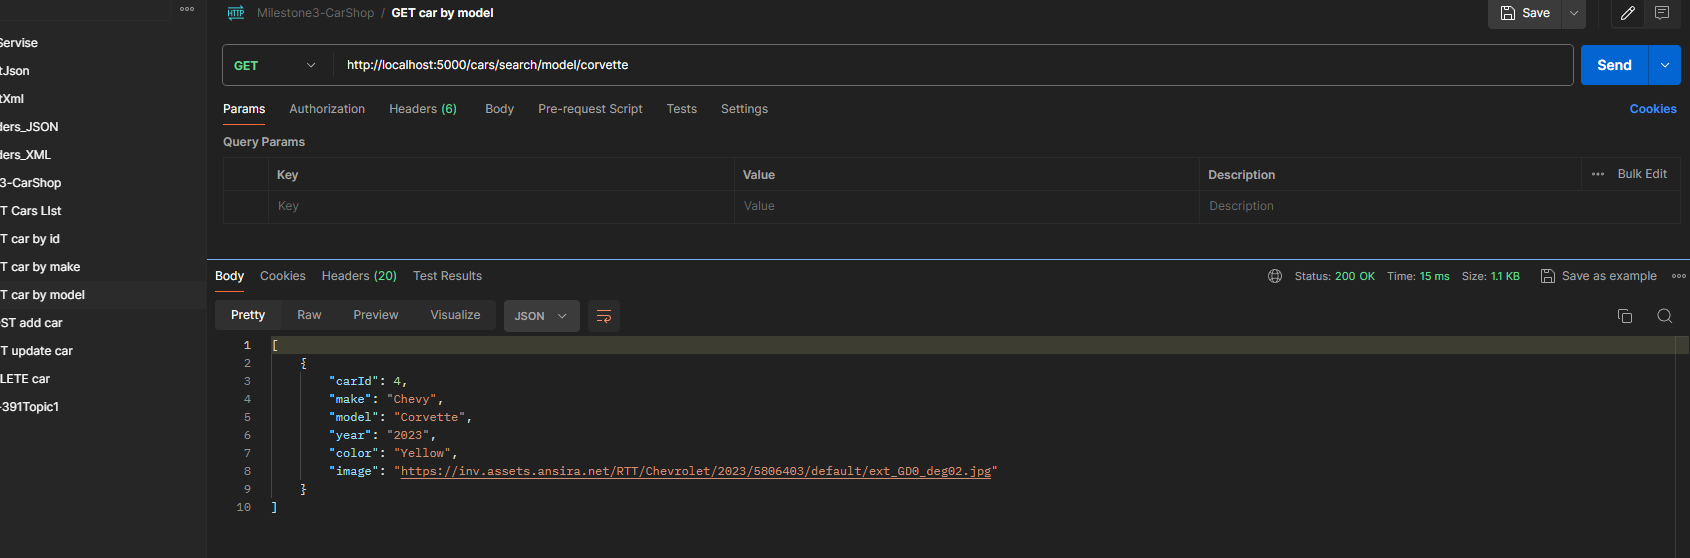 HTTP Milestone3-CarShop / GET car by model
Save
GET http://localhost:5000/cars/search/model/corvette
Send
Params Authorization Headers (6) Body Pre-request Script Tests Settings Cookies
Query Params
Key Value Description Bulk Edit
Key Value Description
Servise
tJson
tXml
ders_JSON
ders_XML
3-CarShop
T Cars LIst
T car by id
T car by make
T car by model
ST add car
T update car
LETE car
-391Topic1
Body Cookies Headers (20) Test Results Status: 200 OK Time: 15 ms Size: 1.1 KB Save as example
Pretty Raw Preview Visualize JSON
1 [
2 {
3 "carId": 4,
4 "make": "Chevy",
5 "model": "Corvette",
6 "year": "2023",
7 "color": "Yellow",
8 "image": "https://inv.assets.ansira.net/RTT/Chevrolet/2023/5806403/default/ext_GD0_deg02.jpg"
9 }
10 ]